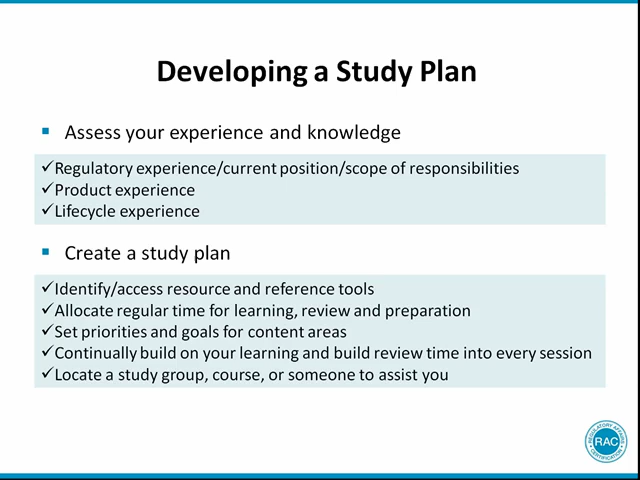 Developing a Study Plan
▪ Assess your experience and knowledge
✓Regulatory experience/current position/scope of responsibilities
✓Product experience
✓Lifecycle experience
▪ Create a study plan
✓Identify/access resource and reference tools
✓Allocate regular time for learning, review and preparation
✓Set priorities and goals for content areas
✓Continually build on your learning and build review time into every session
✓Locate a study group, course, or someone to assist you
REGULATORY AFFAIRS
RAC
CERTIFICATION